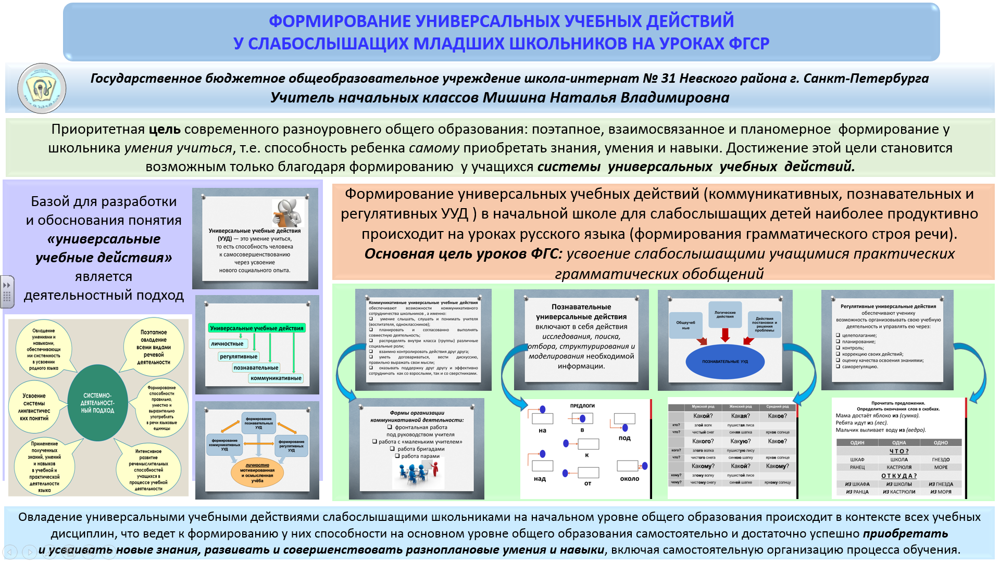 ФОРМИРОВАНИЕ УНИВЕРСАЛЬНЫХ УЧЕБНЫХ ДЕЙСТВИЙ
У СЛАБОСЛЫШАЩИХ МЛАДШИХ ШКОЛЬНИКОВ НА УРОКАХ ФГСР
Государственное бюджетное общеобразовательное учреждение школа-интернат № 31 Невского района г. Санкт-Петербурга
Учитель начальных классов Мишина Наталья Владимировна
Приоритетная цель современного разноуровнего общего образования: поэтапное, взаимосвязанное и планомерное формирование у
школьника умения учиться, т.е. способность ребенка самому приобретать знания, умения и навыки. Достижение этой цели становится
возможным только благодаря формированию у учащихся системы универсальных учебных действий.
Базой для разработки
и обоснования понятия
«универсальные
учебные действия»
является
деятельностный подход
Универсальные учебные действия
(УУД) — это умение учиться,
то есть способность человека
к самосовершенствованию
через усвоение
нового социального опыта.
Универсальные учебные действия
личностные
регулятивные
познавательные
коммуникативные
Овладение
умениями и
навыками,
обеспечивающи
ми системность
в усвоении
родного языка
Поэтапное
овладение
всеми видами
речевой
деятельности
Усвоение
системы
лингвистичес
ких понятий
СИСТЕМНО-
ДЕЯТЕЛЬНОСТ-
НЫЙ ПОДХОД
Формирование
способности
правильно,
уместно и
выразительно
употреблять
в речи языковые
единицы
Применение
полученных
знаний, умений
и навыков
в учебной и
практической
деятельности
языка
Интенсивное
развитие
речемыслительных
способностей
учащихся в
процессе учебной
деятельности
формирование
познавательных
УУД
формирование
коммуникативных
УУД
формирование
регулятивных
УУД
личностно
мотивированная
и осмысленная
учёба
Формирование универсальных учебных действий (коммуникативных, познавательных и
регулятивных УУД ) в начальной школе для слабослышащих детей наиболее продуктивно
происходит на уроках русского языка (формирования грамматического строя речи).
Основная цель уроков ФГС: усвоение слабослышащими учащимися практических
грамматических обобщений
Коммуникативные универсальные учебные действия
обеспечивают возможности коммуникативного
сотрудничества школьников , а именно:
умение слышать, слушать и понимать учителя
(воспитателя, одноклассников);
планировать и согласованно выполнять
совместную деятельность;
распределять внутри класса (группы) различные
социальные роли;
взаимно контролировать действия друг друга;
уметь договариваться, вести дискуссию,
правильно выражать свои мысли;
оказывать поддержку друг другу и эффективно
сотрудничать как со взрослыми, так и со сверстниками.
Познавательные
универсальные действия
включают в себя действия
исследования, поиска,
отбора, структурирования и
моделирования необходимой
информации.
Общеучеб
ные
Логические
действия
Действия
постановки и
решения
проблемы
ПОЗНАВАТЕЛЬНЫЕ УУД
Регулятивные универсальные действия
обеспечивают ученику
возможность организовывать свою учебную
деятельность и управлять ею через:
целеполагание;
планирование;
контроль;
коррекцию своих действий;
оценку качества освоения знаниями;
саморегуляцию.
Формы организации
коммуникативной деятельности:
фронтальная работа
под руководством учителя
работа с «маленьким учителем»
работа бригадами
работа парами
ПРЕДЛОГИ
на
в
под
к
над
от
около
Мужской род Женский род Средний род
Какой? Какая? Какое?
кто? злой волк пушистая лиса
что? чистый снег синяя шапка яркое солнце
Какого? Какую? Какое?
кого? злого волка пушистую лису
что? чистого снега синюю шапку яркое солнце
Какому? Какой? Какому?
кому? злому волку пушистой лисе
чему? чистому снегу синей шапке яркому солнцу
Прочитать предложения.
Определить окончания слов в скобках.
Мама достаёт яблоко из (сумка).
Ребята идут из (лес).
Мальчик выливает воду из (ведро).
ОДИН ОДНА ОДНО
ЧТО?
ШКАФ ШКОЛА ГНЕЗДО
РАНЕЦ КАСТРЮЛЯ МОРЕ
ОТКУДА?
ИЗ ШКАФА ИЗ ШКОЛЫ ИЗ ГНЕЗДА
ИЗ РАНЦА ИЗ КАСТРЮЛИ ИЗ МОРЯ
Овладение универсальными учебными действиями слабослышащими школьниками на начальном уровне общего образования происходит в контексте всех учебных
дисциплин, что ведет к формированию у них способности на основном уровне общего образования самостоятельно и достаточно успешно приобретать
и усваивать новые знания, развивать и совершенствовать разноплановые умения и навыки, включая самостоятельную организацию процесса обучения.